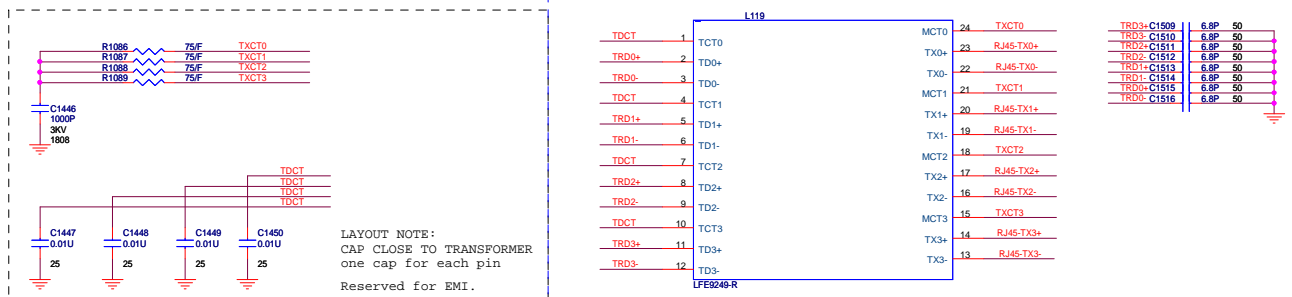 R1086 75/F TXCT0
R1087 75/F TXCT1
R1088 75/F TXCT2
R1089 75/F TXCT3
C1446
1000P
3KV
1808
TDCT
TDCT
TDCT
TDCT
C1447
0.01U
25
C1448
0.01U
25
C1449
0.01U
25
C1450
0.01U
25
LAYOUT NOTE:
CAP CLOSE TO TRANSFORMER
one cap for each pin
Reserved for EMI.
L119
TDCT 1 TCT0 MCT0 24 TXCT0
TRD0+ 2 TD0+ TX0+ 23 RJ45-TX0+
TRD0- 3 TD0- TX0- 22 RJ45-TX0-
TDCT 4 TCT1 MCT1 21 TXCT1
TRD1+ 5 TD1+ TX1+ 20 RJ45-TX1+
TRD1- 6 TD1- TX1- 19 RJ45-TX1-
TDCT 7 TCT2 MCT2 18 TXCT2
TRD2+ 8 TD2+ TX2+ 17 RJ45-TX2+
TRD2- 9 TD2- TX2- 16 RJ45-TX2-
TDCT 10 TCT3 MCT3 15 TXCT3
TRD3+ 11 TD3+ TX3+ 14 RJ45-TX3+
TRD3- 12 TD3- TX3- 13 RJ45-TX3-
LFE9249-R
TRD3+ C1509 6.8P 50
TRD3- C1510 6.8P 50
TRD2+ C1511 6.8P 50
TRD2- C1512 6.8P 50
TRD1+ C1513 6.8P 50
TRD1- C1514 6.8P 50
TRD0+ C1515 6.8P 50
TRD0- C1516 6.8P 50